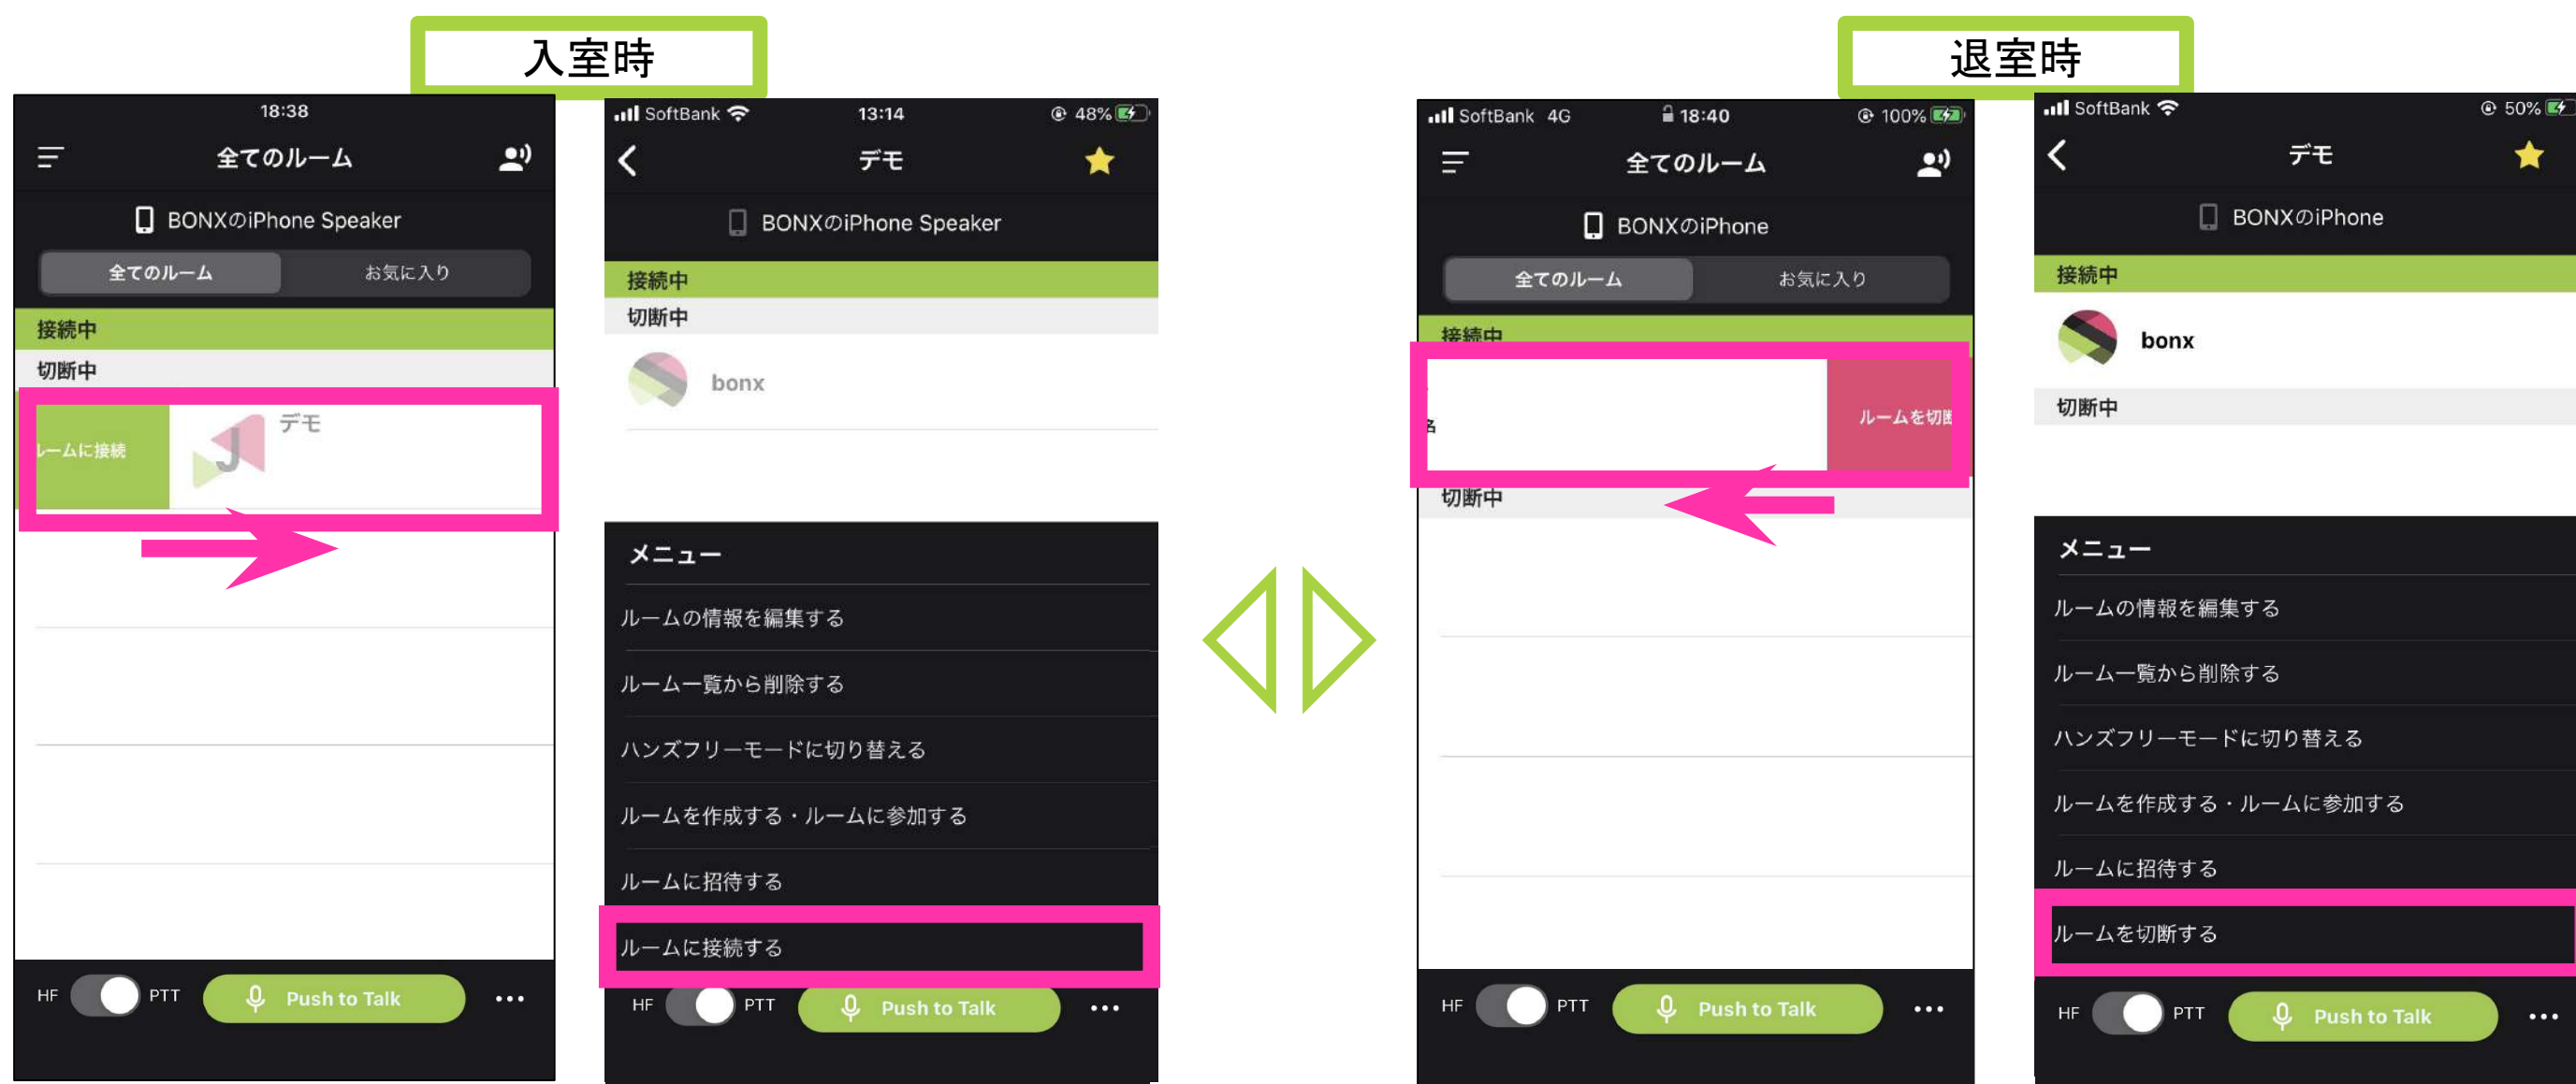 入室時
18:38
全てのルーム
BONXのiPhone Speaker
全てのルーム お気に入り
接続中
切断中
デモ
ルームに接続
HF PTT Push to Talk
SoftBank 13:14 48%
デモ
BONXのiPhone Speaker
接続中
切断中
bonx
メニュー
ルームの情報を編集する
ルーム一覧から削除する
ハンズフリーモードに切り替える
ルームを作成する・ルームに参加する
ルームに招待する
ルームに接続する
HF PTT Push to Talk
退室時
SoftBank 4G 18:40 100%
全てのルーム
BONXのiPhone
全てのルーム お気に入り
接続中
ルームを切断
名
切断中
HF PTT Push to Talk
SoftBank 50%
デモ
BONXのiPhone
接続中
bonx
切断中
メニュー
ルームの情報を編集する
ルーム一覧から削除する
ハンズフリーモードに切り替える
ルームを作成する・ルームに参加する
ルームに招待する
ルームを切断する
HF PTT Push to Talk